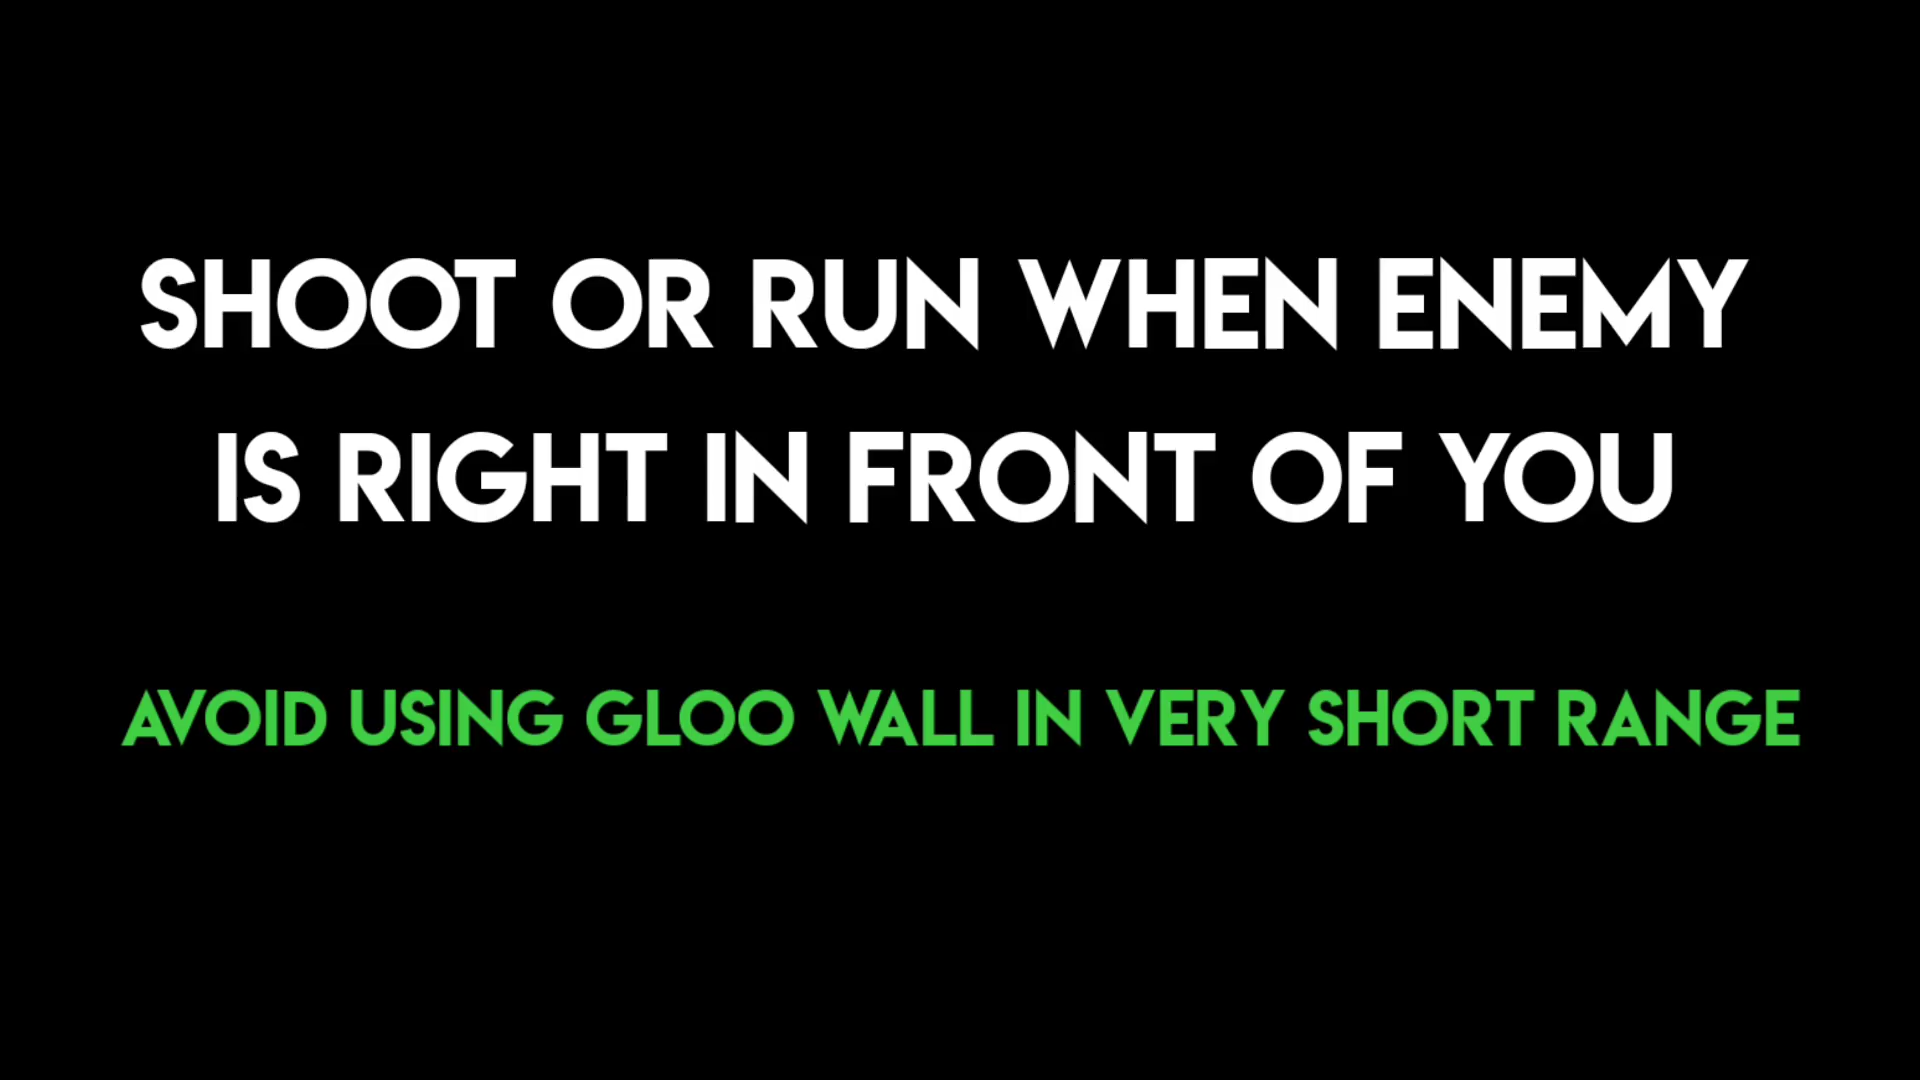 SHOOT OR RUN WHEN ENEMY
IS RIGHT IN FRONT OF YOU
AVOID USING GLOO WALL IN VERY SHORT RANGE